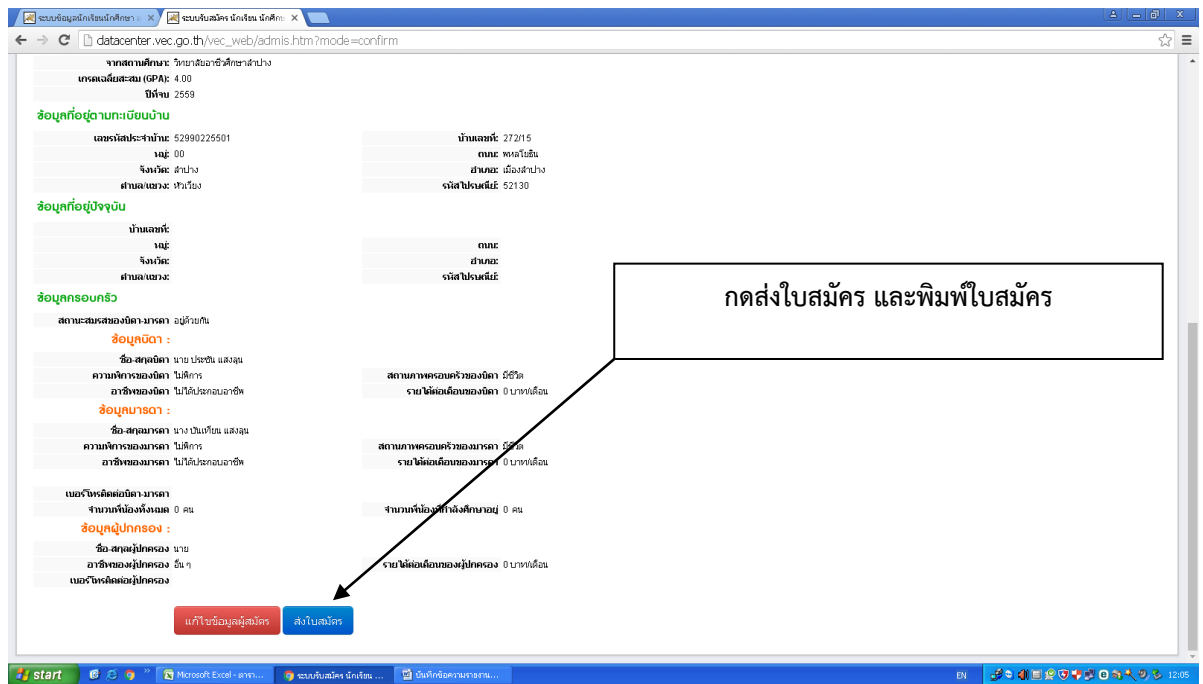 ระบบข้อมูลนักเรียนนักศึกษา
ระบบรับสมัคร นักเรียน นักศึกษ
datacenter.vec.go.th/vec_web/admis.htm?mode=confirm
จากสถานศึกษา: วิทยาลัยอาชีวศึกษาลำปาง
เกรดเฉลี่ยสะสม (GPA): 4.00
ปีที่จบ 2559
ข้อมูลที่อยู่ตามทะเบียนบ้าน
เลขรหัสประจำบ้าน: 52990225501 บ้านเลขที่: 272/15
หมู่: 00 ถนน: พหลโยธิน
จังหวัด: ลำปาง อำเภอ: เมืองลำปาง
ตำบล/แขวง: หัวเวียง รหัสไปรษณีย์: 52130
ข้อมูลที่อยู่ปัจจุบัน
บ้านเลขที่:
หมู่: ถนน:
จังหวัด: อำเภอ:
ตำบล/แขวง: รหัสไปรษณีย์:
กดส่งใบสมัคร และพิมพ์ใบสมัคร
ข้อมูลครอบครัว
สถานะสมรสของบิดา-มารดา อยู่ด้วยกัน
ข้อมูลบิดา :
ชื่อ-สกุลบิดา นาย ประชัน แสงลุน
ความพิการของบิดา ไม่พิการ สถานภาพครอบครัวของบิดา มีชีวิต
อาชีพของบิดา ไม่ได้ประกอบอาชีพ รายได้ต่อเดือนของบิดา 0 บาท/เดือน
ข้อมูลมารดา :
ชื่อ-สกุลมารดา นาง บันเทียน แสงลุน
ความพิการของมารดา ไม่พิการ สถานภาพครอบครัวของมารดา มีชีวิต
อาชีพของมารดา ไม่ได้ประกอบอาชีพ รายได้ต่อเดือนของมารดา 0 บาท/เดือน
เบอร์โทรติดต่อบิดา-มารดา
จำนวนพี่น้องทั้งหมด 0 คน จำนวนพี่น้องที่กำลังศึกษาอยู่ 0 คน
ข้อมูลผู้ปกครอง :
ชื่อ-สกุลผู้ปกครอง นาย
อาชีพของผู้ปกครอง อื่น ๆ รายได้ต่อเดือนของผู้ปกครอง 0 บาท/เดือน
เบอร์โทรติดต่อผู้ปกครอง
แก้ไขข้อมูลผู้สมัคร ส่งใบสมัคร
start Microsoft Excel - ตารา... ระบบรับสมัคร นักเรียน ... บันทึกข้อความรายงาน... EN 12:05